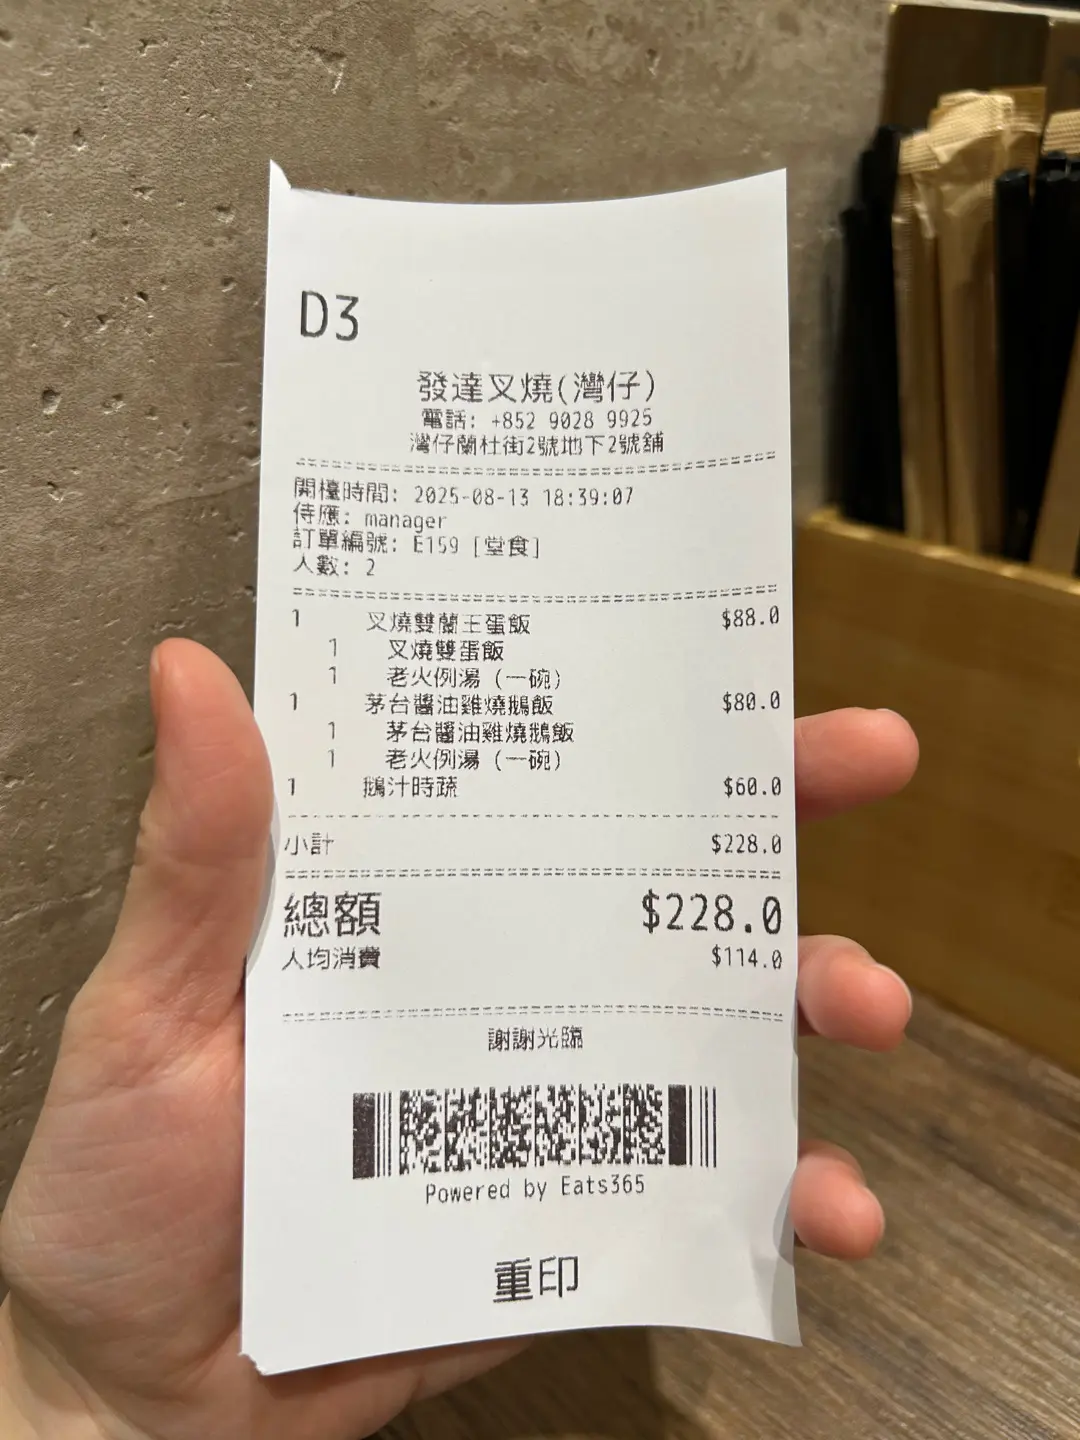 D3
發達叉燒(灣仔)
電話: +852 9028 9925
灣仔蘭杜街2號地下2號舖
開檯時間: 2025-08-13 18:39:07
侍應: manager
訂單編號: E159 [堂食]
人數: 2
1 叉燒雙蘭王蛋飯 $88.0
1 叉燒雙蛋飯
1 老火例湯 (一碗)
1 茅台醬油雞燒鵝飯 $80.0
1 茅台醬油雞燒鵝飯
1 老火例湯 (一碗)
1 鵝汁時蔬 $60.0
小計 $228.0
總額 $228.0
人均消費 $114.0
謝謝光臨
Powered by Eats365
重印